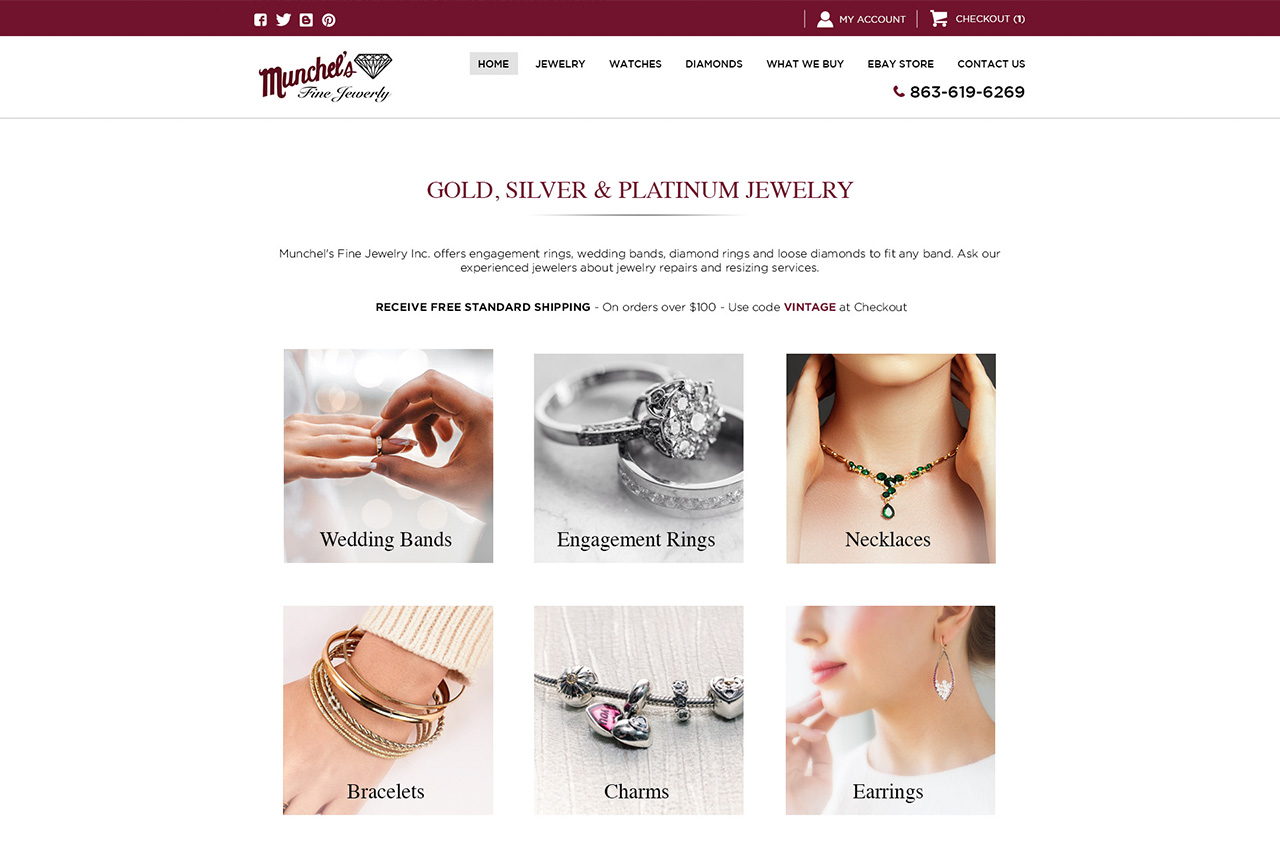 MY ACCOUNT
CHECKOUT (1)
Munchel's
Fine Jewerly
HOME JEWELRY WATCHES DIAMONDS WHAT WE BUY EBAY STORE CONTACT US
863-619-6269
GOLD, SILVER & PLATINUM JEWELRY
Munchel's Fine Jewelry Inc. offers engagement rings, wedding bands, diamond rings and loose diamonds to fit any band. Ask our
experienced jewelers about jewelry repairs and resizing services.
RECEIVE FREE STANDARD SHIPPING - On orders over $100 - Use code VINTAGE at Checkout
Wedding Bands
Engagement Rings
Necklaces
Bracelets
Charms
Earrings